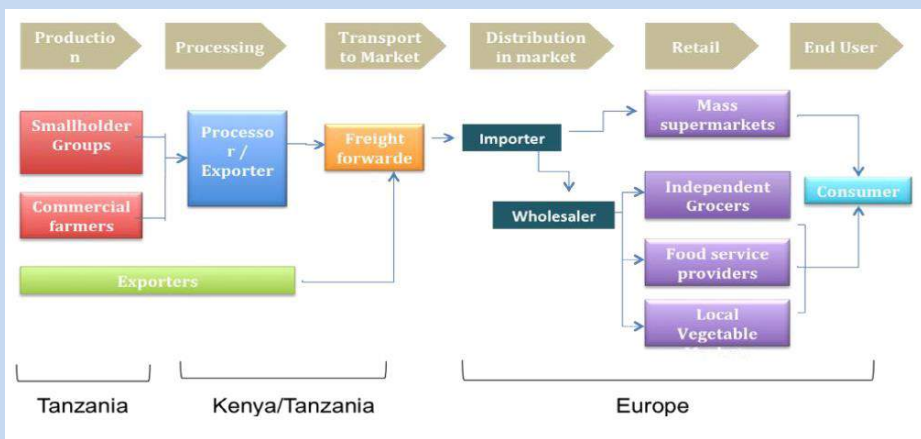 Productio
n
Processing
Transport
to Market
Distribution
in market
Retail
End User
Smallholder
Groups
Commercial
farmers
Processo
r /
Exporter
Freight
forwarde
Importer
Wholesaler
Mass
supermarkets
Independent
Grocers
Food service
providers
Local
Vegetable
Consumer
Exporters
Tanzania
Kenya/Tanzania
Europe